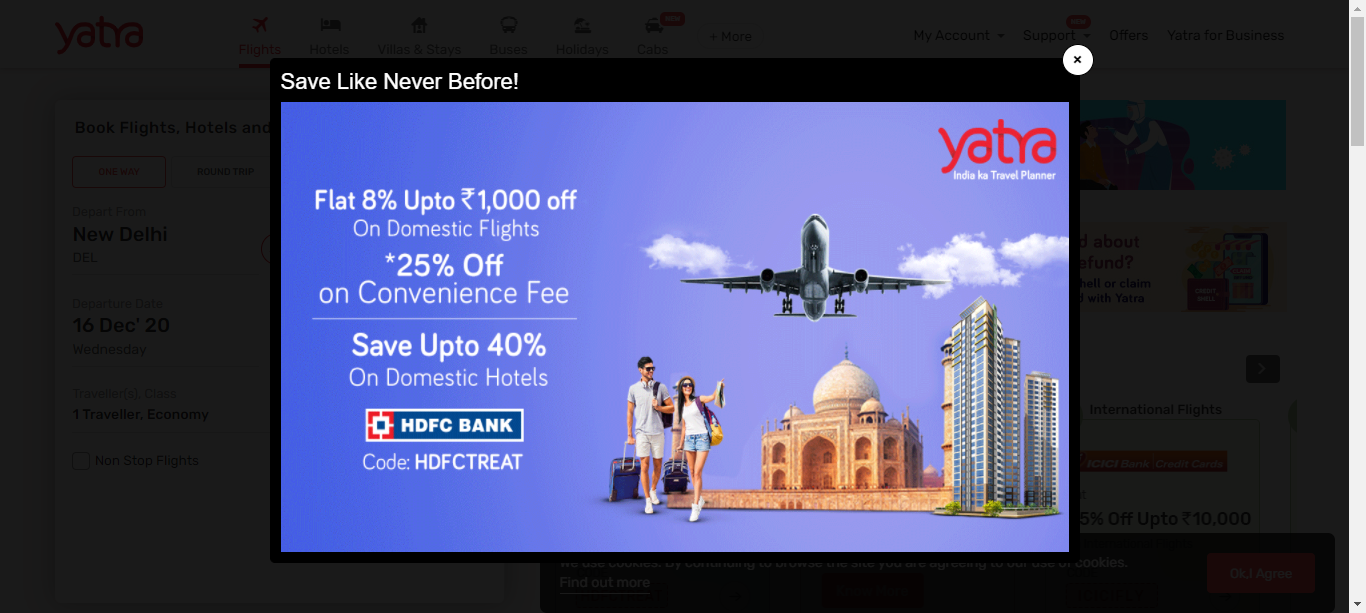 yatra
Flights
Hotels
Villas & Stays
Buses
Holidays
Cabs
NEW
+ More
My Account
Support
Offers
Yatra for Business
Save Like Never Before!
×
Book Flights, Hotels and
ONE WAY
ROUND TRIP
Depart From
New Delhi
DEL
Departure Date
16 Dec' 20
Wednesday
Traveller(s), Class
1 Traveller, Economy
Non Stop Flights
yatra
India ka Travel Planner
Flat 8% Upto ₹1,000 off
On Domestic Flights
*25% Off
on Convenience Fee
Save Upto 40%
On Domestic Hotels
HDFC BANK
Code: HDFCTREAT
d about
efund?
hell or claim
d with Yatra
CREDIT
SHELL
International Flights
ICICI Bank Credit Cards
5% Off Upto ₹10,000
We use cookies. By continuing to browse the site you are agreeing to our use of cookies.
Find out more
Ok,I Agree